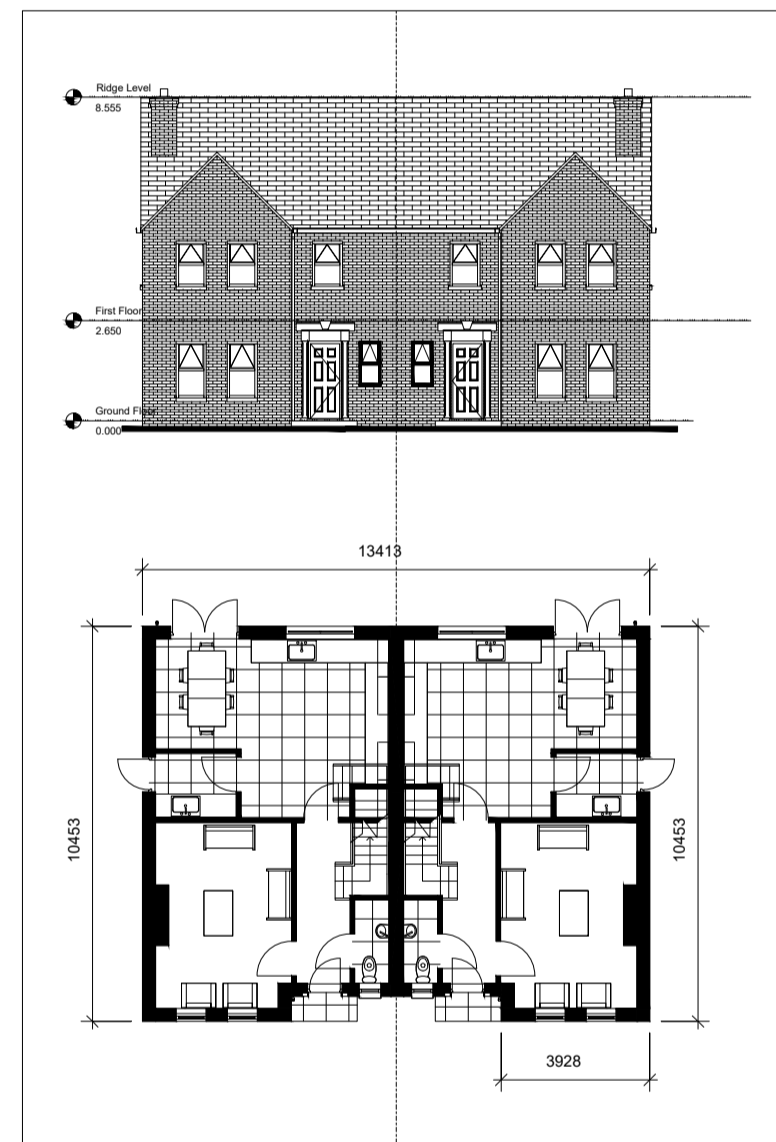 Ridge Level
8.555
First Floor
2.650
Ground Floor
0.000
13413
10453
10453
3928